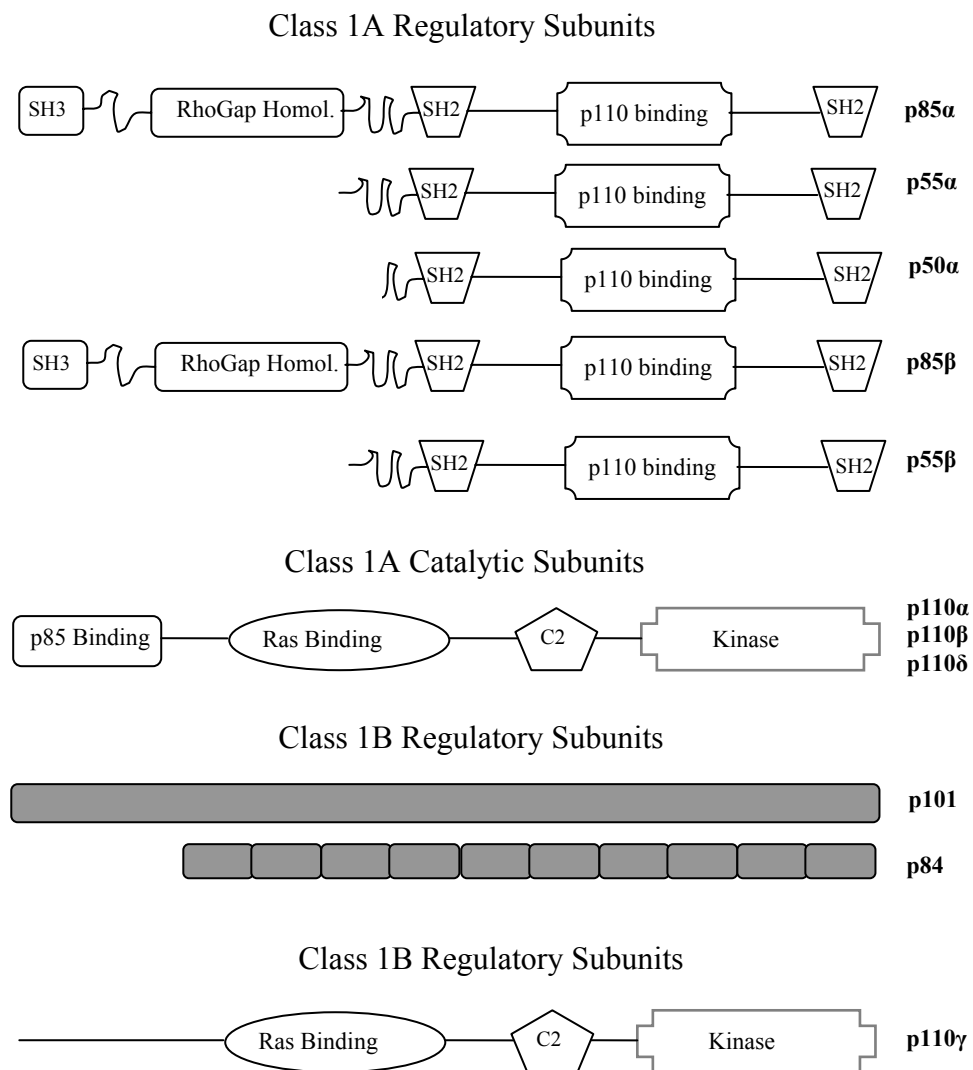 Class 1A Regulatory Subunits
SH3 RhoGap Homol. SH2 p110 binding SH2 p85α
SH2 p110 binding SH2 p55α
SH2 p110 binding SH2 p50α
SH3 RhoGap Homol. SH2 p110 binding SH2 p85β
SH2 p110 binding SH2 p55β
Class 1A Catalytic Subunits
p85 Binding Ras Binding C2 Kinase p110α
p110β
p110δ
Class 1B Regulatory Subunits
p101
p84
Class 1B Regulatory Subunits
Ras Binding C2 Kinase p110γ